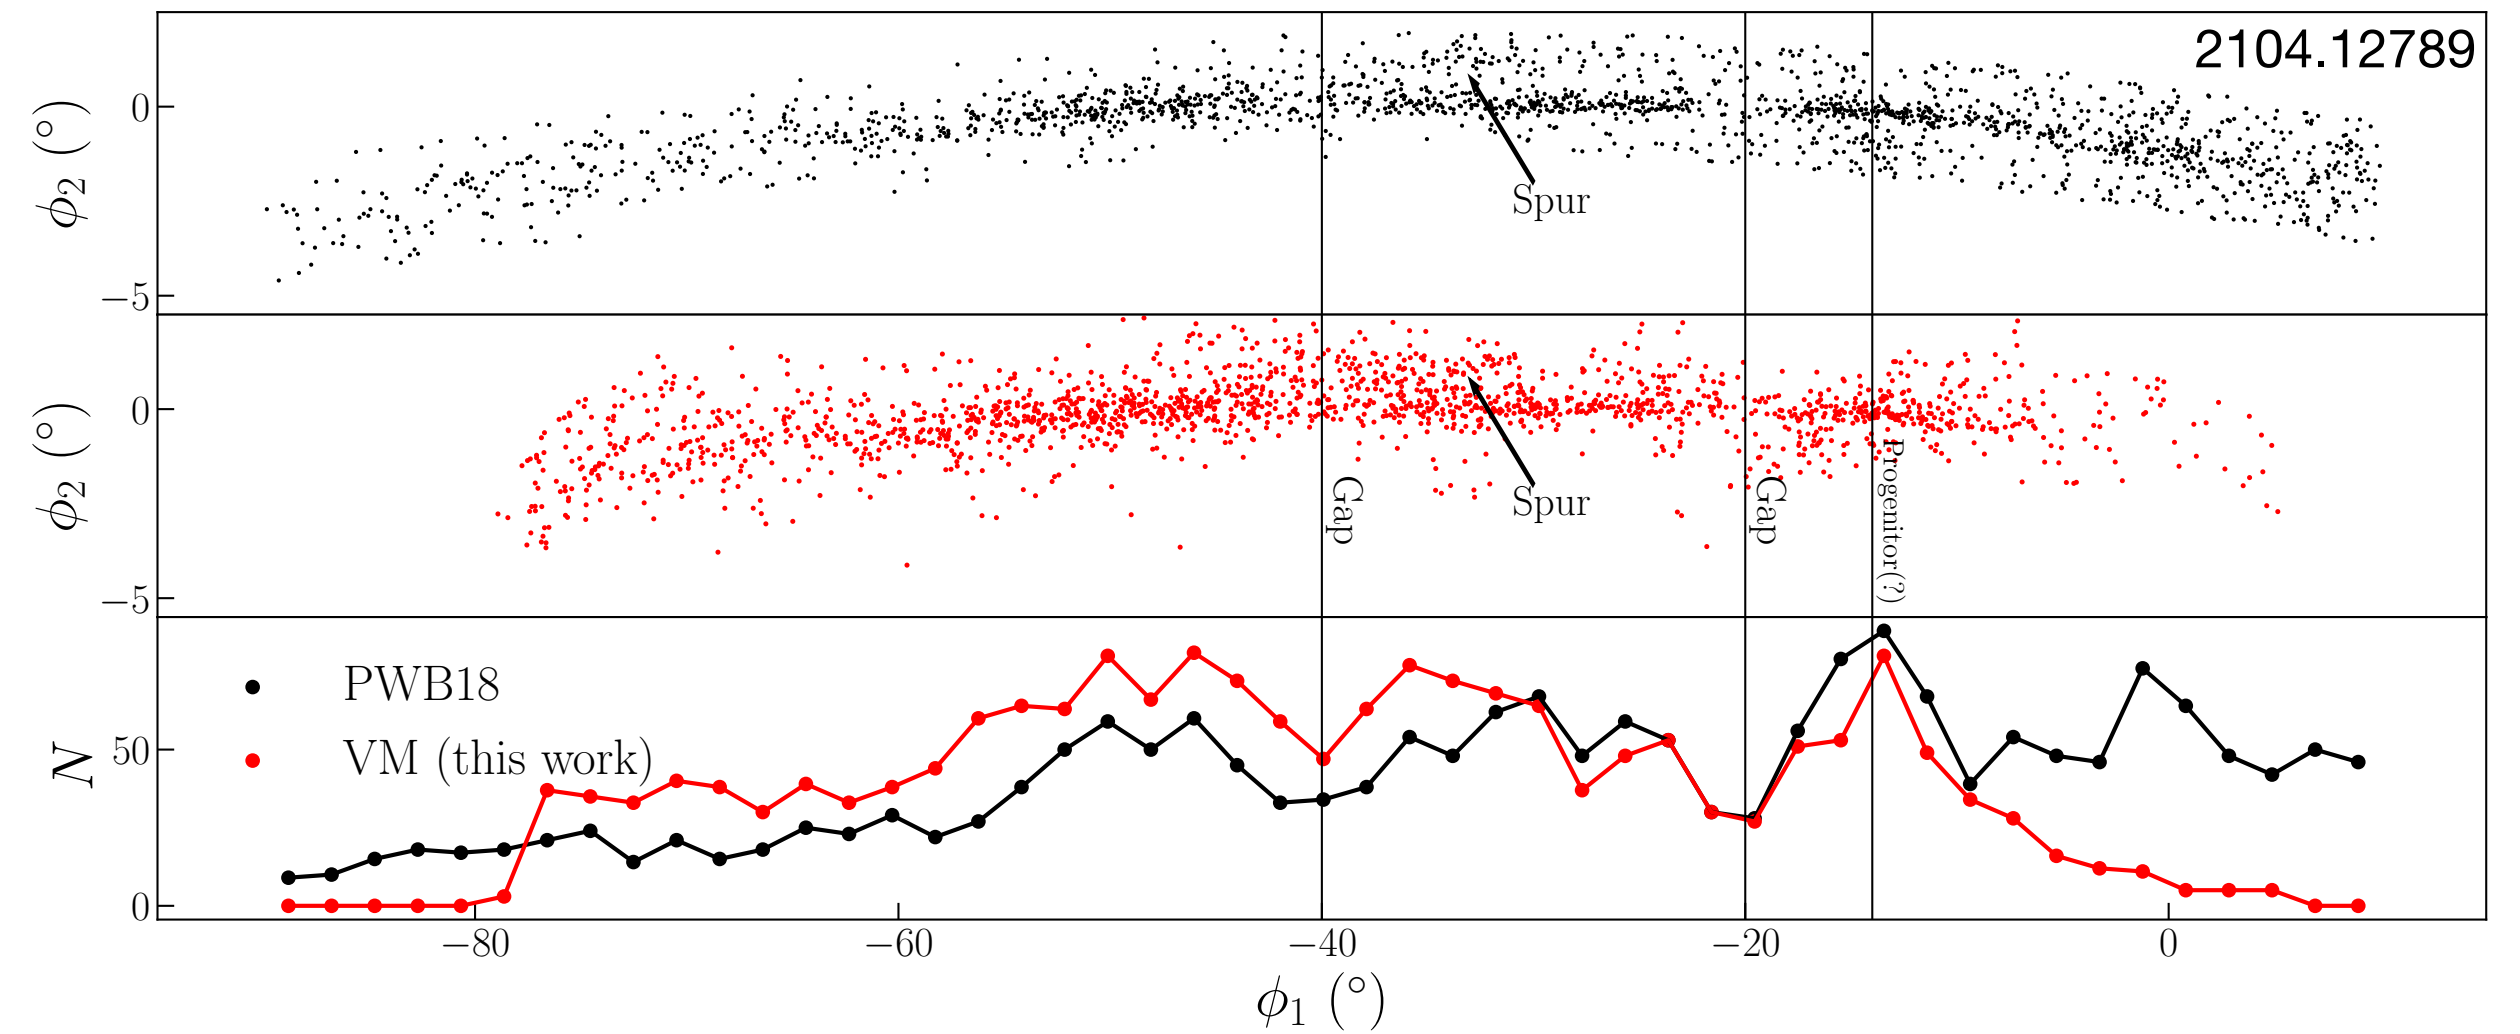 2104.12789
0
−5
ϕ₂ (°)
Spur
0
−5
ϕ₂ (°)
Gap
Spur
Gap
Progenitor(?)
PWB18
VM (this work)
50
0
N
−80 −60 −40 −20 0
ϕ₁ (°)